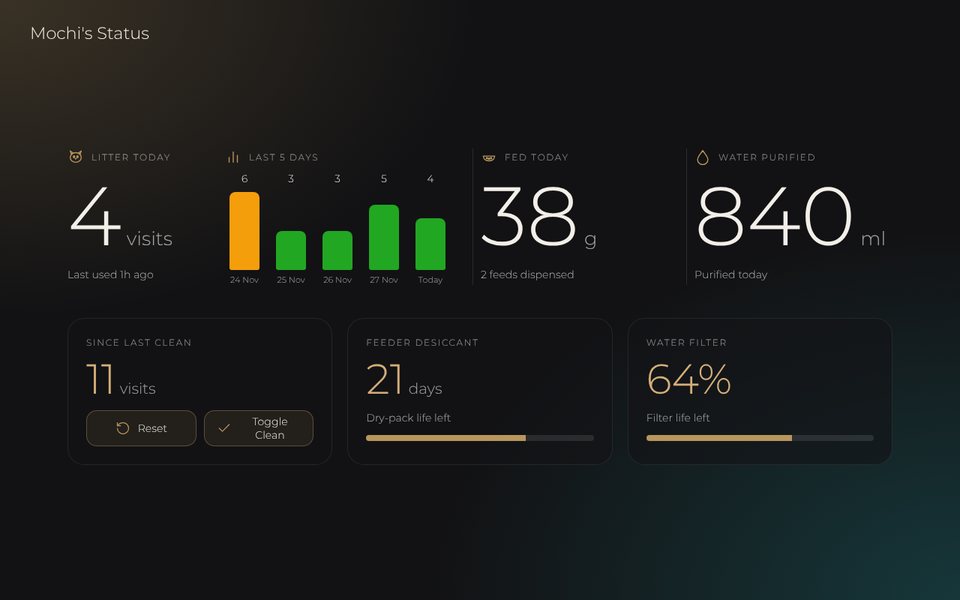 Mochi's Status
LITTER TODAY
4 visits
Last used 1h ago
LAST 5 DAYS
6 3 3 5 4
24 Nov 25 Nov 26 Nov 27 Nov Today
FED TODAY
38 g
2 feeds dispensed
WATER PURIFIED
840 ml
Purified today
SINCE LAST CLEAN
11 visits
Reset
Toggle
Clean
FEEDER DESICCANT
21 days
Dry-pack life left
WATER FILTER
64%
Filter life left